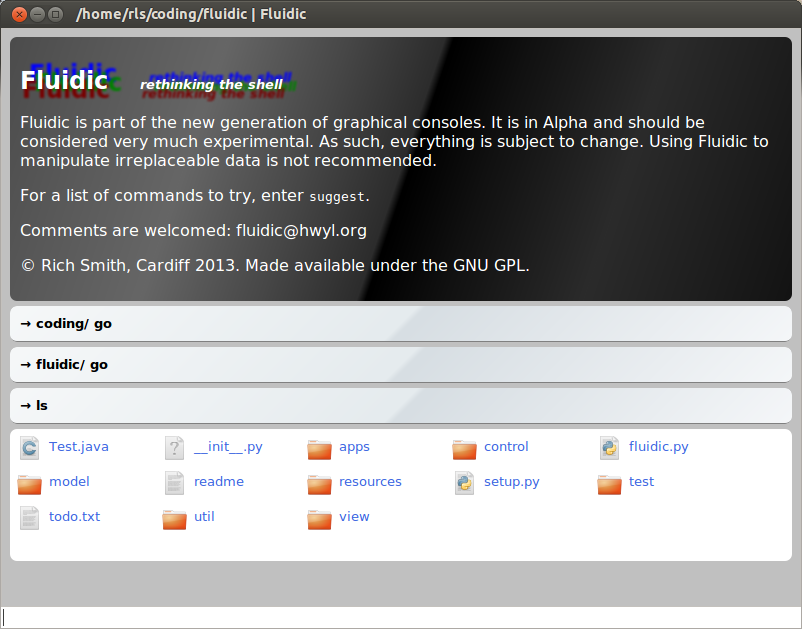 /home/rls/coding/fluidic | Fluidic
Fluidic rethinking the shell
Fluidic is part of the new generation of graphical consoles. It is in Alpha and should be
considered very much experimental. As such, everything is subject to change. Using Fluidic to
manipulate irreplaceable data is not recommended.
For a list of commands to try, enter suggest.
Comments are welcomed: fluidic@hwyl.org
© Rich Smith, Cardiff 2013. Made available under the GNU GPL.
→ coding/ go
→ fluidic/ go
→ ls
Test.java __init__.py apps control fluidic.py
model readme resources setup.py test
todo.txt util view